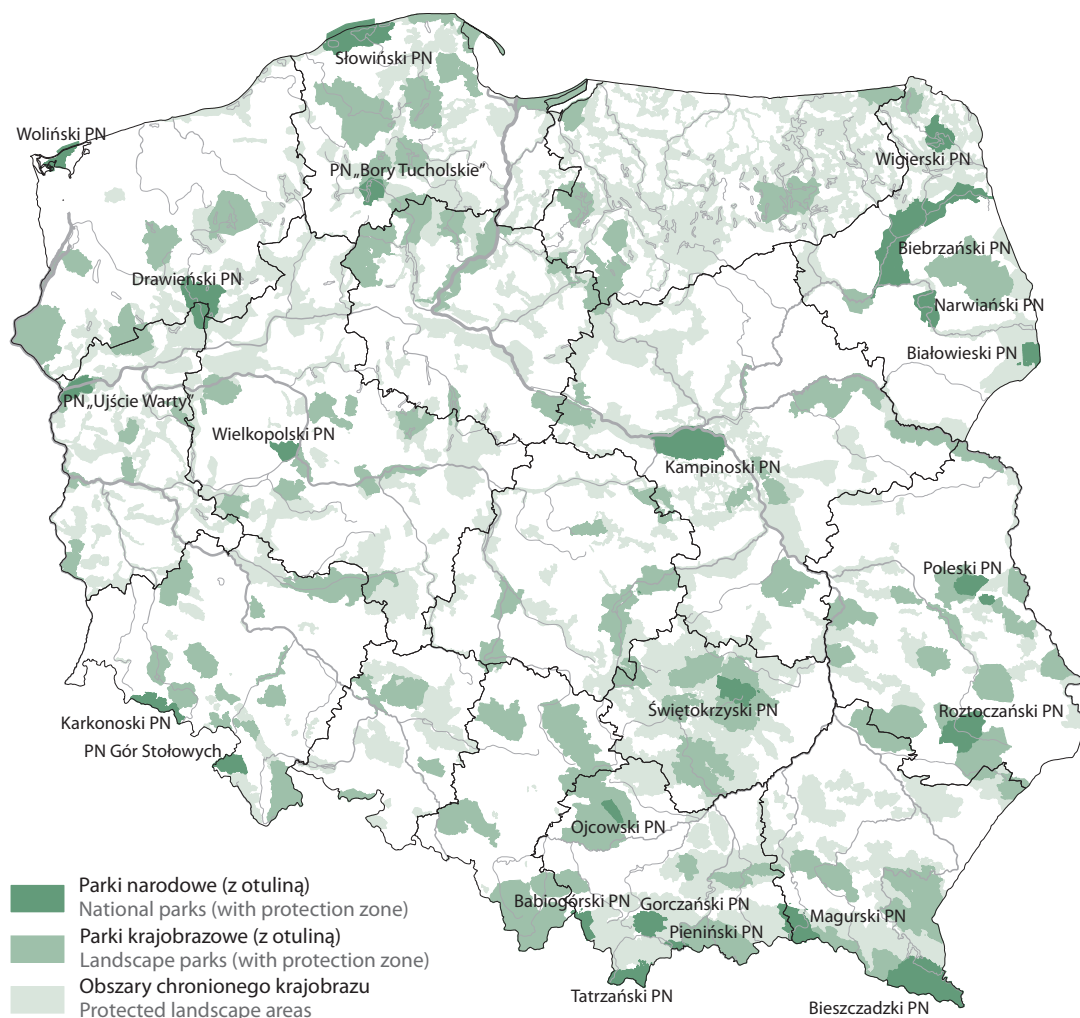 Słowiński PN
Woliński PN
Wigierski PN
PN „Bory Tucholskie”
Biebrzański PN
Drawieński PN
Narwiański PN
Białowieski PN
PN „Ujście Warty”
Wielkopolski PN
Kampinoski PN
Poleski PN
Świętokrzyski PN
Roztoczański PN
Karkonoski PN
PN Gór Stołowych
Ojcowski PN
Babiogórski PN
Gorczański PN
Magurski PN
Pieniński PN
Tatrzański PN
Bieszczadzki PN
Parki narodowe (z otuliną)
National parks (with protection zone)
Parki krajobrazowe (z otuliną)
Landscape parks (with protection zone)
Obszary chronionego krajobrazu
Protected landscape areas